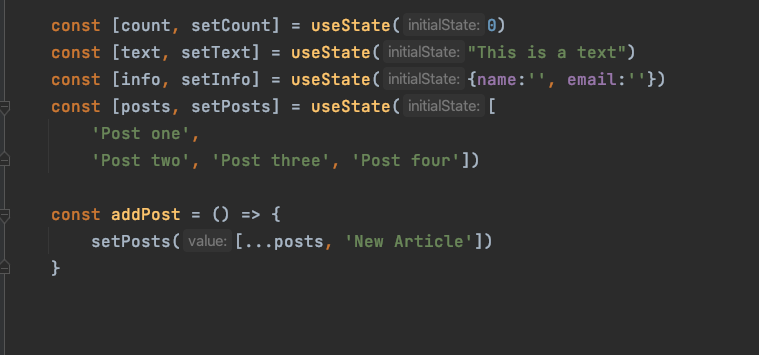 const [count, setCount] = useState( initialState: 0)
const [text, setText] = useState( initialState: "This is a text")
const [info, setInfo] = useState( initialState: {name:'', email:''})
const [posts, setPosts] = useState( initialState: [
    'Post one',
    'Post two', 'Post three', 'Post four'])
const addPost = () => {
    setPosts( value: [...posts, 'New Article'])
}